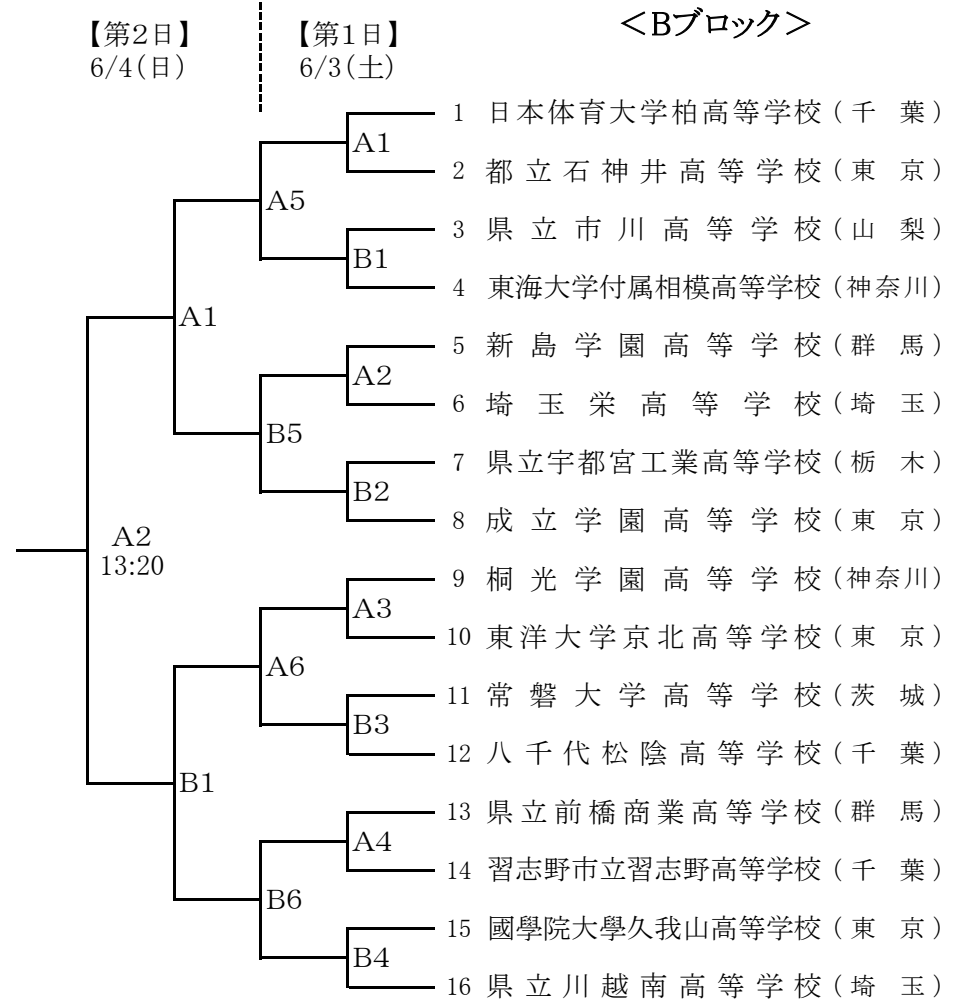 <Bブロック>
【第2日】 【第1日】
6/4(日) 6/3(土)
1 日本体育大学柏高等学校(千 葉)
A1
2 都立石神井高等学校(東 京)
A5
3 県立市川高等学校(山 梨)
B1
4 東海大学付属相模高等学校(神奈川)
A1
5 新島学園高等学校(群 馬)
A2
6 埼玉栄高等学校(埼 玉)
B5
7 県立宇都宮工業高等学校(栃 木)
B2
8 成立学園高等学校(東 京)
A2
13:20
9 桐光学園高等学校(神奈川)
A3
10 東洋大学京北高等学校(東 京)
A6
11 常磐大学高等学校(茨 城)
B3
12 八千代松陰高等学校(千 葉)
B1
13 県立前橋商業高等学校(群 馬)
A4
14 習志野市立習志野高等学校(千 葉)
B6
15 國學院大學久我山高等学校(東 京)
B4
16 県立川越南高等学校(埼 玉)